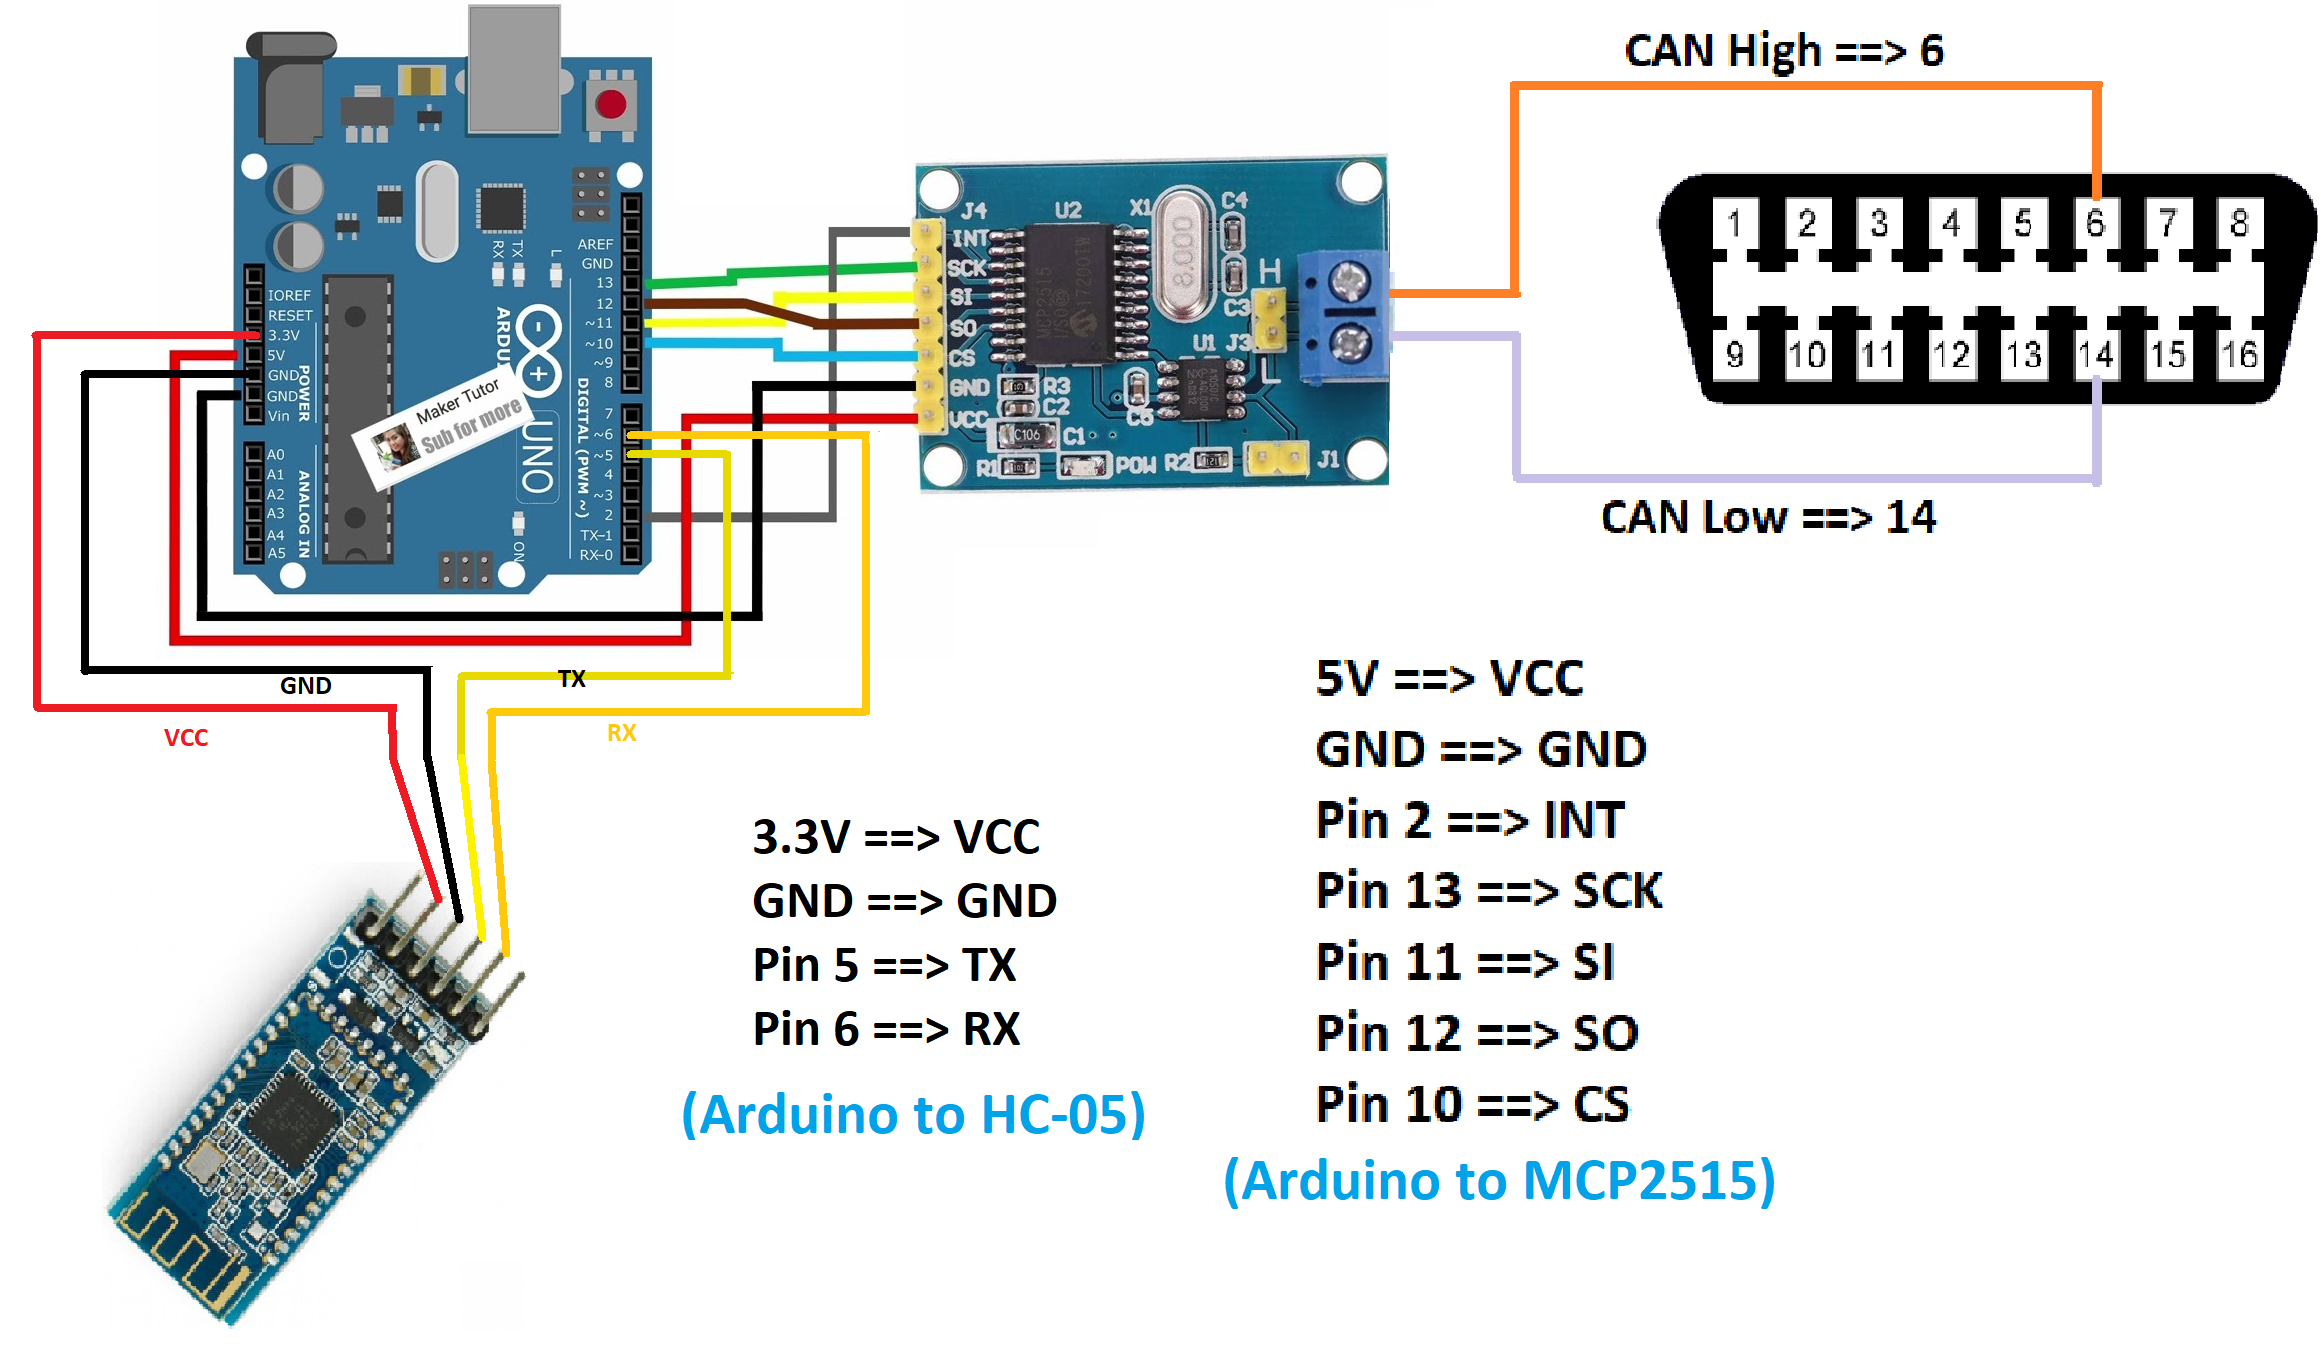 CAN High ==> 6
1 2 3 4 5 6 7 8
9 10 11 12 13 14 15 16
CAN Low ==> 14
RX
TX
L
AREF
GND
13
12
~11
~10
~9
8
7
~6
~5
4
~3
2
TX-1
RX-0
DIGITAL (PWM ~)
IOREF
RESET
3.3V
5V
GND
GND
Vin
POWER
A0
A1
A2
A3
A4
A5
ANALOG IN
UNO
ON
Maker Tutor
Sub for more
J4
INT
SCK
SI
SO
CS
GND
VCC
U2
MCP2515
X1
8.000
C4
C3
H
L
U1
J3
C5
R3
C2
C106
C1
R1
POW
R2
J1
GND
TX
VCC
RX
3.3V ==> VCC
GND ==> GND
Pin 5 ==> TX
Pin 6 ==> RX
(Arduino to HC-05)
5V ==> VCC
GND ==> GND
Pin 2 ==> INT
Pin 13 ==> SCK
Pin 11 ==> SI
Pin 12 ==> SO
Pin 10 ==> CS
(Arduino to MCP2515)